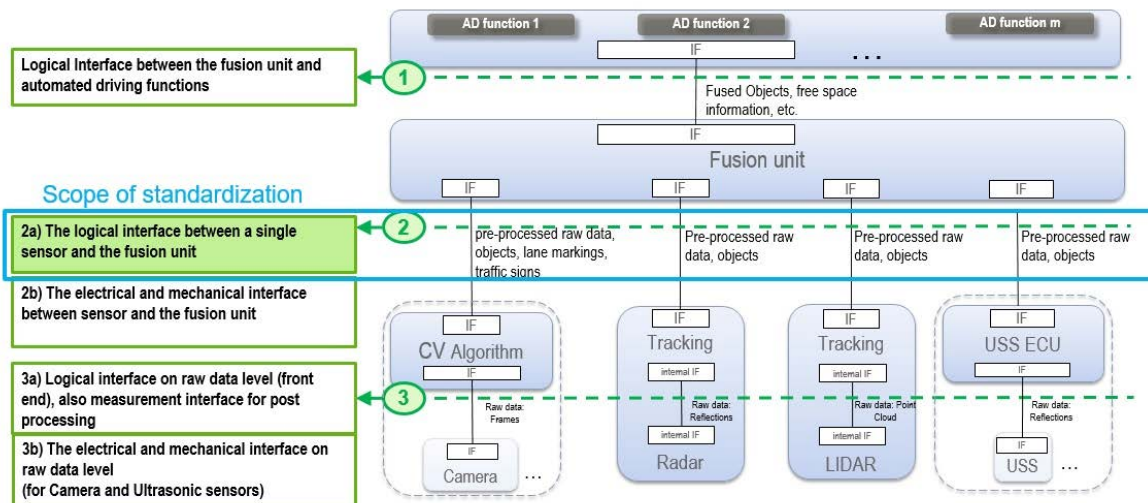 AD function 1
AD function 2
AD function m
IF
...
Logical Interface between the fusion unit and
automated driving functions
1
Fused Objects, free space
information, etc.
IF
Fusion unit
IF
IF
IF
IF
Scope of standardization
2a) The logical interface between a single
sensor and the fusion unit
2
pre-processed raw data,
objects, lane markings,
traffic signs
Pre-processed raw
data, objects
Pre-processed raw
data, objects
Pre-processed raw
data, objects
2b) The electrical and mechanical interface
between sensor and the fusion unit
IF
CV Algorithm
IF
IF
Tracking
internal IF
IF
Tracking
internal IF
IF
USS ECU
IF
3a) Logical interface on raw data level (front
end), also measurement interface for post
processing
3
Raw data:
Frames
Raw data:
Reflections
Raw data: Point
Cloud
Raw data:
Reflections
3b) The electrical and mechanical interface on
raw data level
(for Camera and Ultrasonic sensors)
IF
Camera
...
internal IF
Radar
internal IF
LIDAR
IF
USS
...